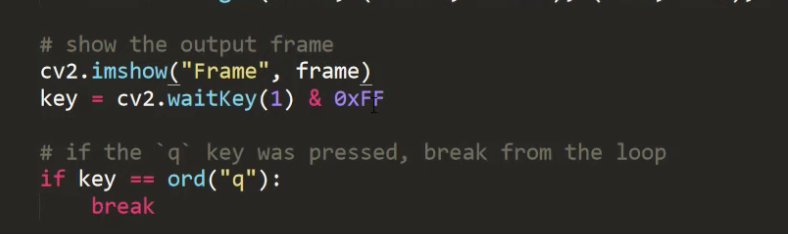 # show the output frame
cv2.imshow("Frame", frame)
key = cv2.waitKey(1) & 0xFF
# if the `q` key was pressed, break from the loop
if key == ord("q"):
break